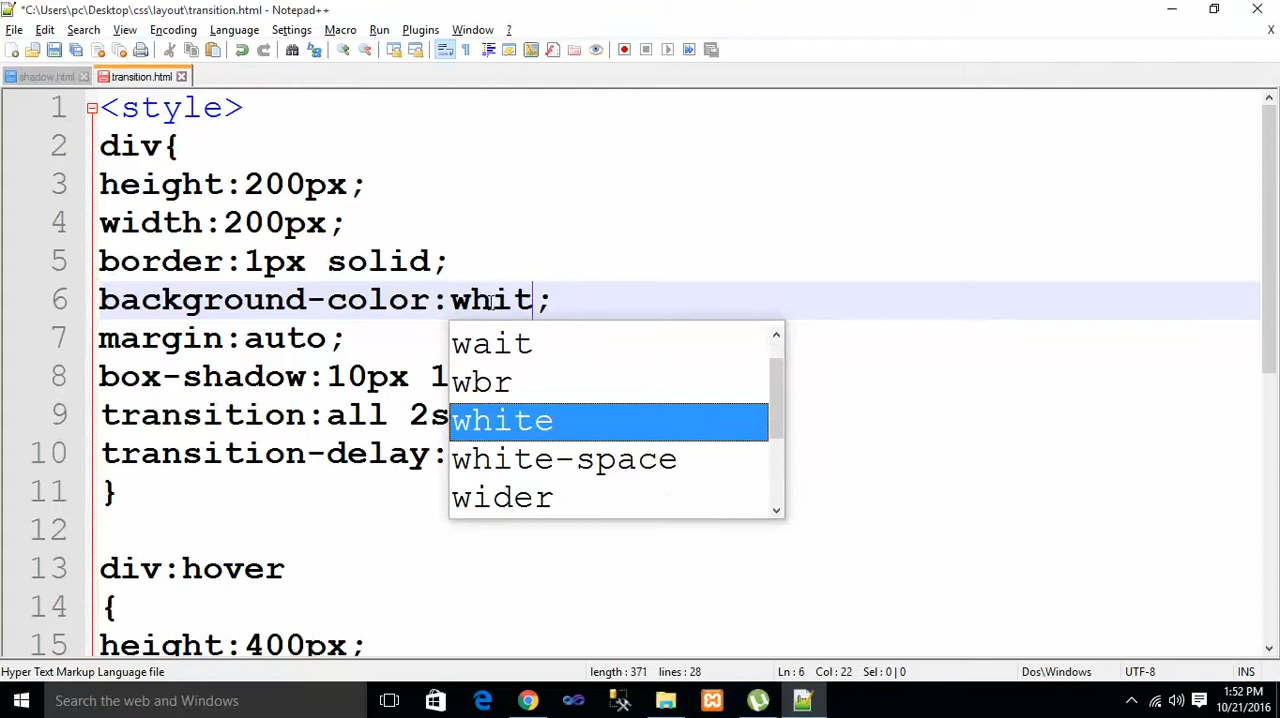 *C:\Users\pc\Desktop\css\layout\transition.html - Notepad++
File Edit Search View Encoding Language Settings Macro Run Plugins Window ?
X
shadow.html transition.html
1 <style>
2 div{
3 height:200px;
4 width:200px;
5 border:1px solid;
6 background-color:whit;
7 margin:auto;
8 box-shadow:10px 1
9 transition:all 2s
10 transition-delay:
11 }
12
13 div:hover
14 {
15 height:400px;
wait
wbr
white
white-space
wider
Hyper Text Markup Language file length : 371 lines : 28 Ln : 6 Col : 22 Sel : 0 | 0 Dos\Windows UTF-8 INS
Search the web and Windows
1:52 PM
10/21/2016